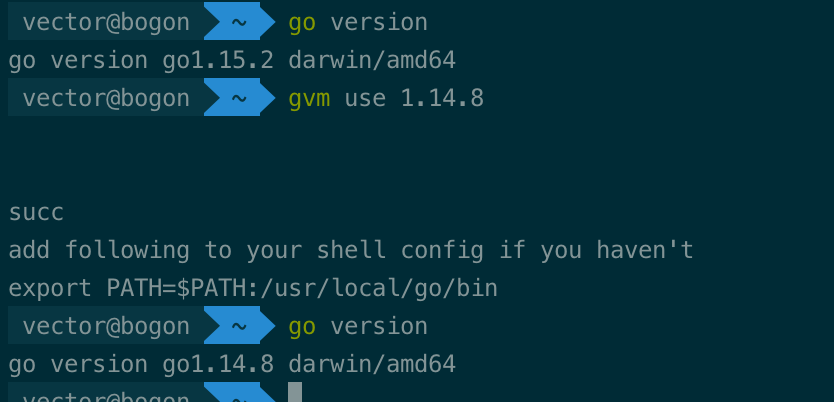 vector@bogon ~ go version
go version go1.15.2 darwin/amd64
vector@bogon ~ gvm use 1.14.8
succ
add following to your shell config if you haven't
export PATH=$PATH:/usr/local/go/bin
vector@bogon ~ go version
go version go1.14.8 darwin/amd64
vector@bogon ~